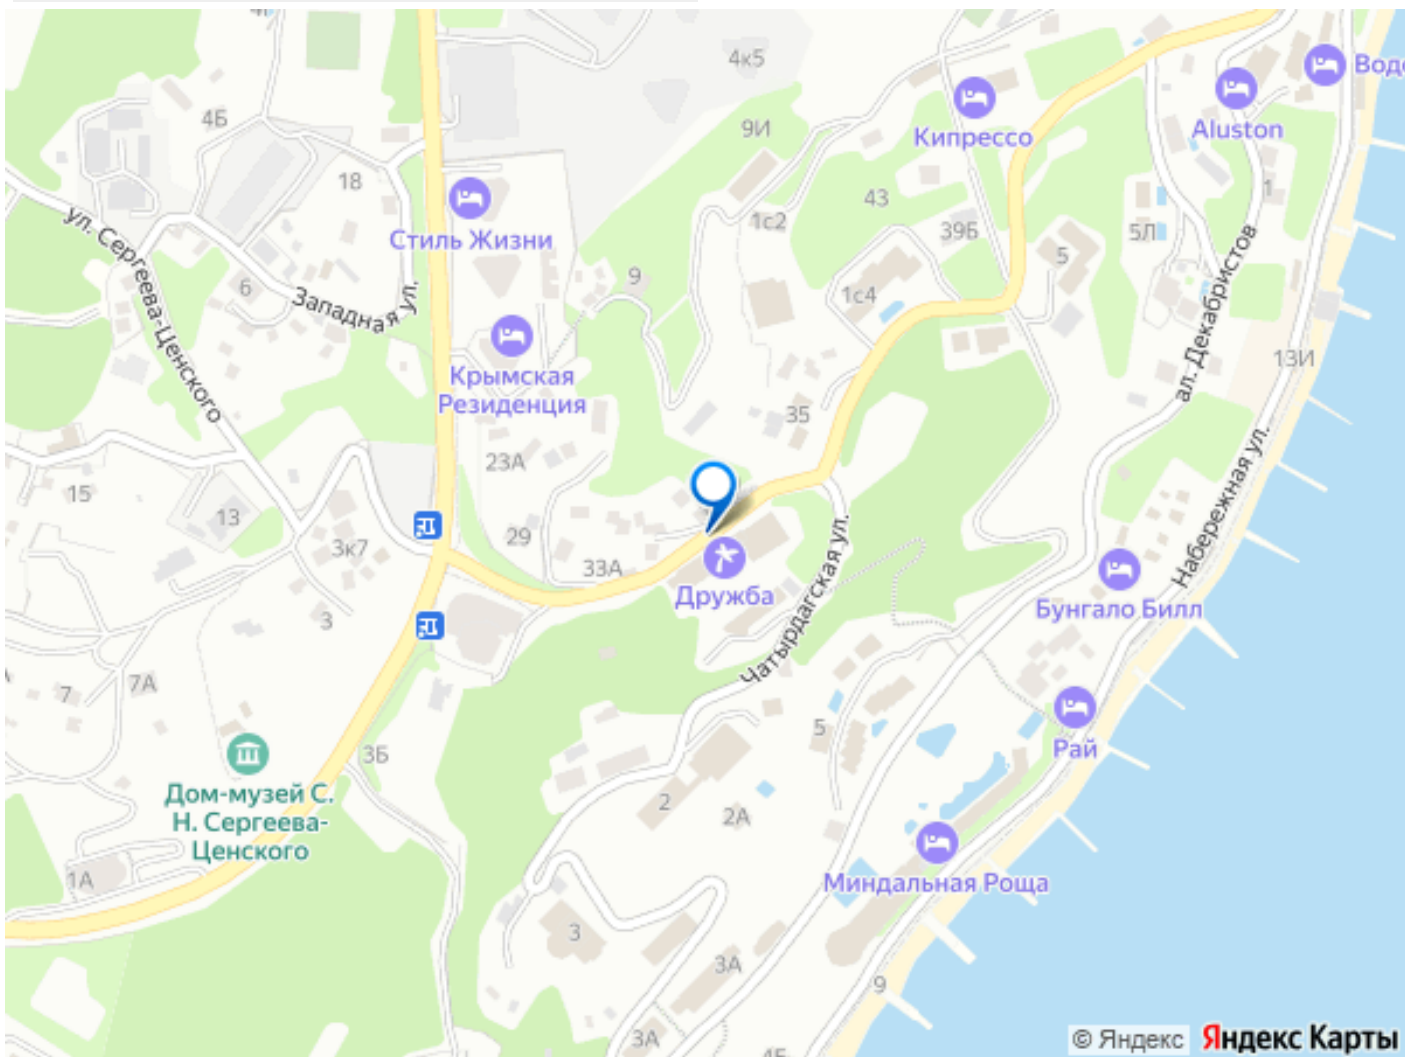 4к5
Водо
4Б
9И
Кипрессо
Aluston
18
43
1
ул. Сергеева-Ценского
Стиль Жизни
1с2
39Б
5Л
5
6
Западная ул.
9
1с4
ал. Декабристов
13И
Крымская
Резиденция
35
23А
15
13
29
3к7
33А
Дружба
Чатырдагская ул.
Набережная ул.
Бунгало Билл
3
7
7А
5
Рай
3Б
Дом-музей С.
Н. Сергеева-
Ценского
2
2А
1А
Миндальная Роща
3
3А
9
3А
4Б
© Яндекс
Яндекс Карты